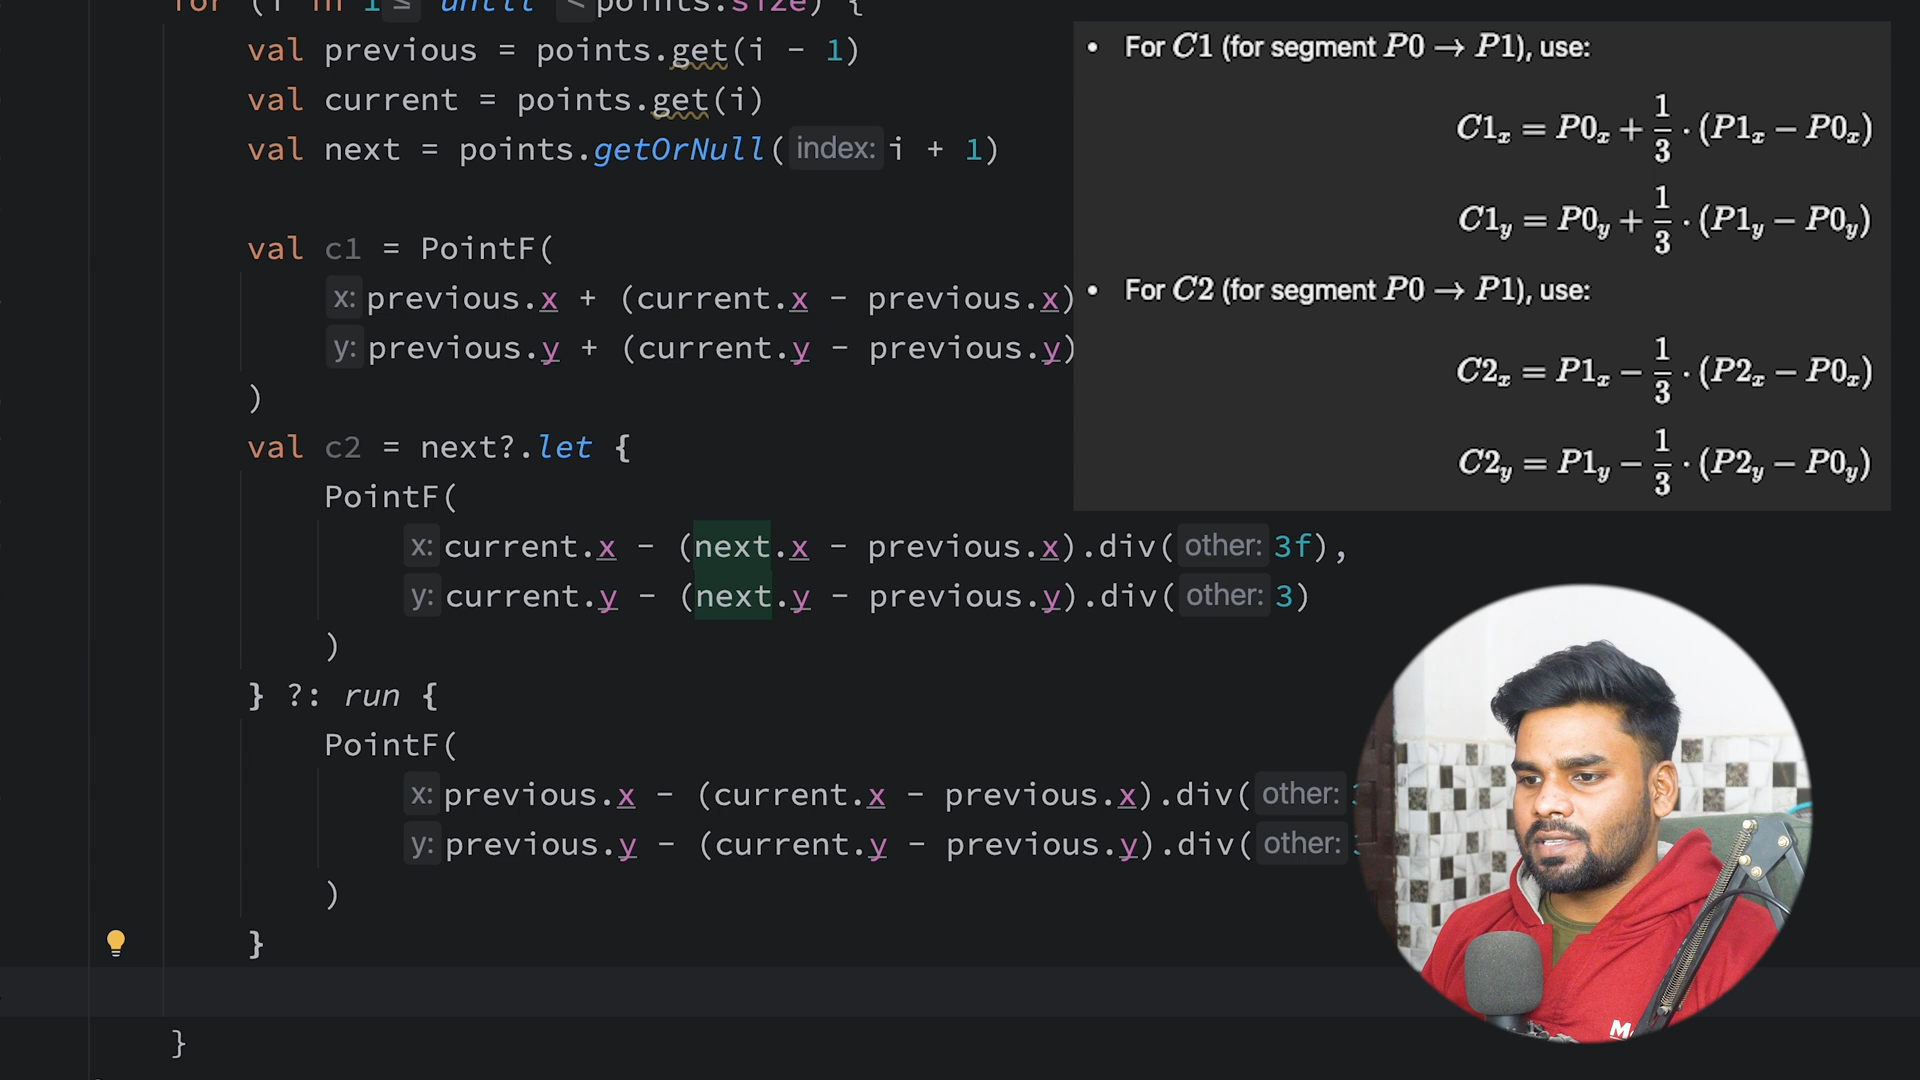 for (i in 1 ≤ until < points.size) {
val previous = points.get(i - 1)
val current = points.get(i)
val next = points.getOrNull( index: i + 1)
val c1 = PointF(
x: previous.x + (current.x - previous.x)
y: previous.y + (current.y - previous.y)
)
val c2 = next?.let {
PointF(
x: current.x - (next.x - previous.x).div( other: 3f),
y: current.y - (next.y - previous.y).div( other: 3)
)
} ?: run {
PointF(
x: previous.x - (current.x - previous.x).div( other:
y: previous.y - (current.y - previous.y).div( other:
)
}
}
• For C1 (for segment P0 → P1), use:
C1ₓ = P0ₓ + 1/3 · (P1ₓ − P0ₓ)
C1y = P0y + 1/3 · (P1y − P0y)
• For C2 (for segment P0 → P1), use:
C2ₓ = P1ₓ − 1/3 · (P2ₓ − P0ₓ)
C2y = P1y − 1/3 · (P2y − P0y)